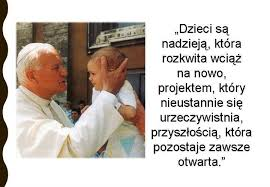 „Dzieci są
nadzieją, która
rozkwita wciąż
na nowo,
projektem, który
nieustannie się
urzeczywistnia,
przyszłością, która
pozostaje zawsze
otwarta.”